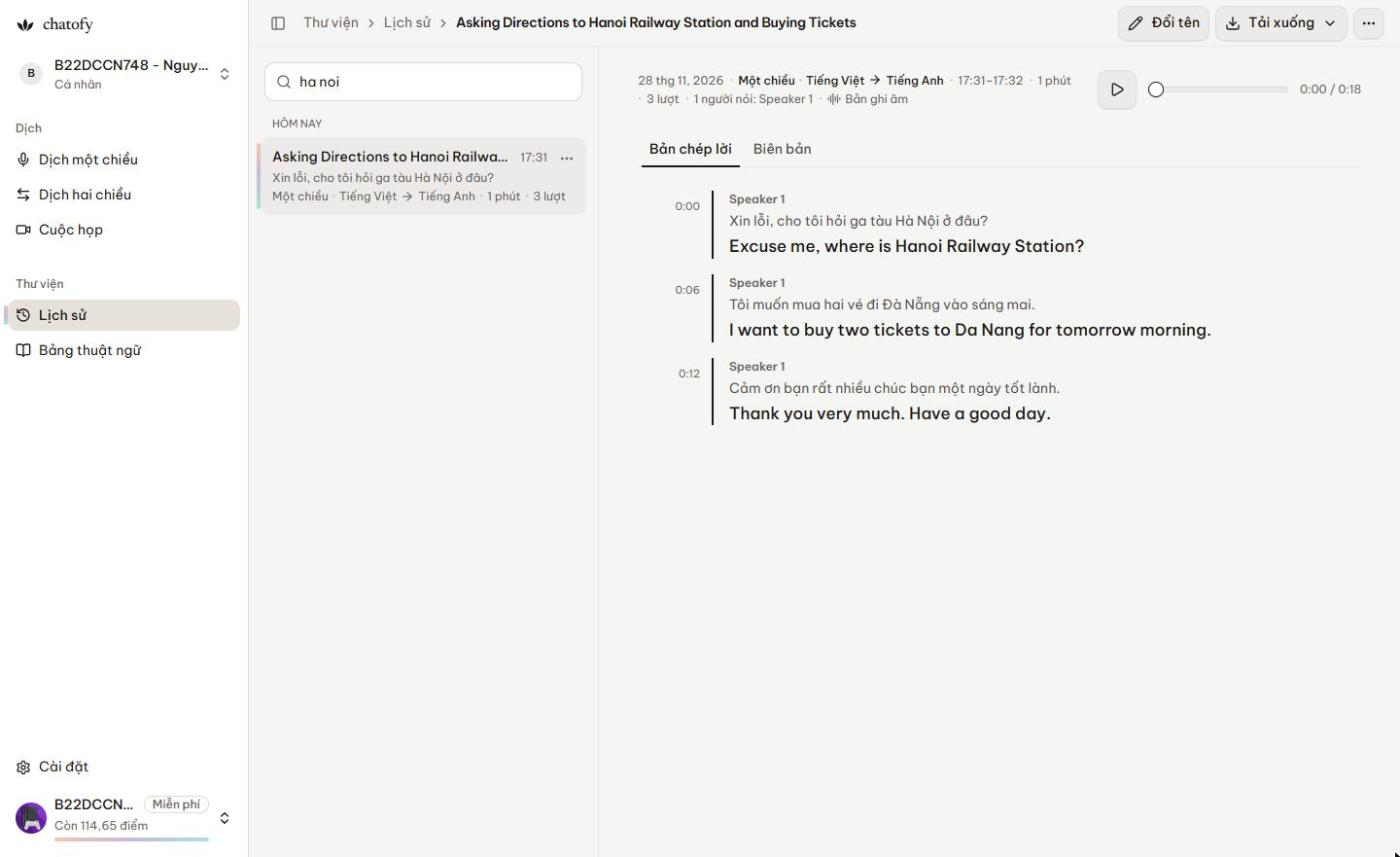 chatofy
B
B22DCCN748 - Nguy...
Cá nhân
Dịch
Dịch một chiều
Dịch hai chiều
Cuộc họp
Thư viện
Lịch sử
Bảng thuật ngữ
Cài đặt
B22DCCN... Miễn phí
Còn 114,65 điểm
Thư viện > Lịch sử > Asking Directions to Hanoi Railway Station and Buying Tickets
Đổi tên
Tải xuống
ha noi
HÔM NAY
Asking Directions to Hanoi Railwa... 17:31
Xin lỗi, cho tôi hỏi ga tàu Hà Nội ở đâu?
Một chiều · Tiếng Việt → Tiếng Anh · 1 phút · 3 lượt
28 thg 11, 2026 · Một chiều · Tiếng Việt → Tiếng Anh · 17:31–17:32 · 1 phút
· 3 lượt · 1 người nói: Speaker 1 · Bản ghi âm
0:00 / 0:18
Bản chép lời Biên bản
Speaker 1
0:00
Xin lỗi, cho tôi hỏi ga tàu Hà Nội ở đâu?
Excuse me, where is Hanoi Railway Station?
Speaker 1
0:06
Tôi muốn mua hai vé đi Đà Nẵng vào sáng mai.
I want to buy two tickets to Da Nang for tomorrow morning.
Speaker 1
0:12
Cảm ơn bạn rất nhiều chúc bạn một ngày tốt lành.
Thank you very much. Have a good day.